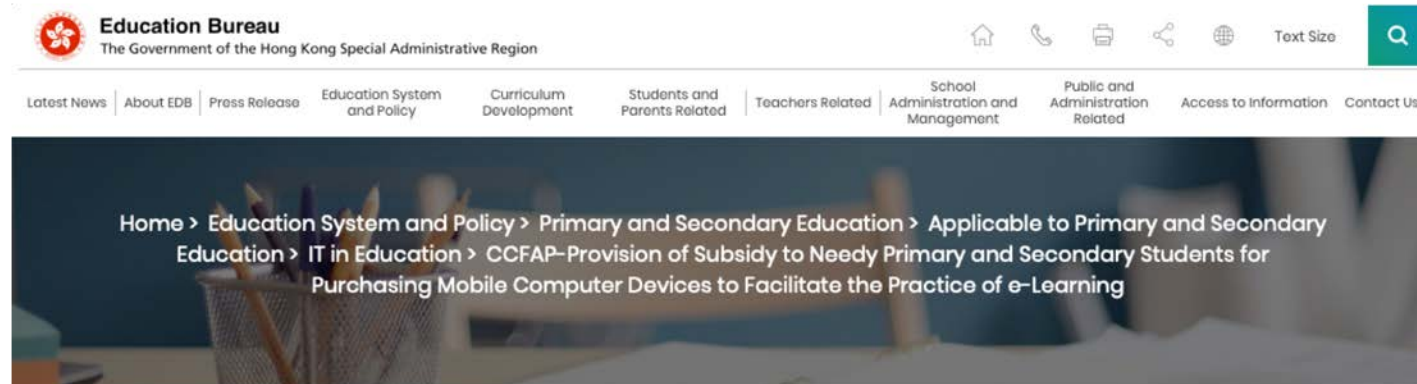 Education Bureau
The Government of the Hong Kong Special Administrative Region
Text Size
Latest News
About EDB
Press Release
Education System
and Policy
Curriculum
Development
Students and
Parents Related
Teachers Related
School
Administration and
Management
Public and
Administration
Related
Access to Information
Contact Us
Home > Education System and Policy > Primary and Secondary Education > Applicable to Primary and Secondary
Education > IT in Education > CCFAP-Provision of Subsidy to Needy Primary and Secondary Students for
Purchasing Mobile Computer Devices to Facilitate the Practice of e-Learning